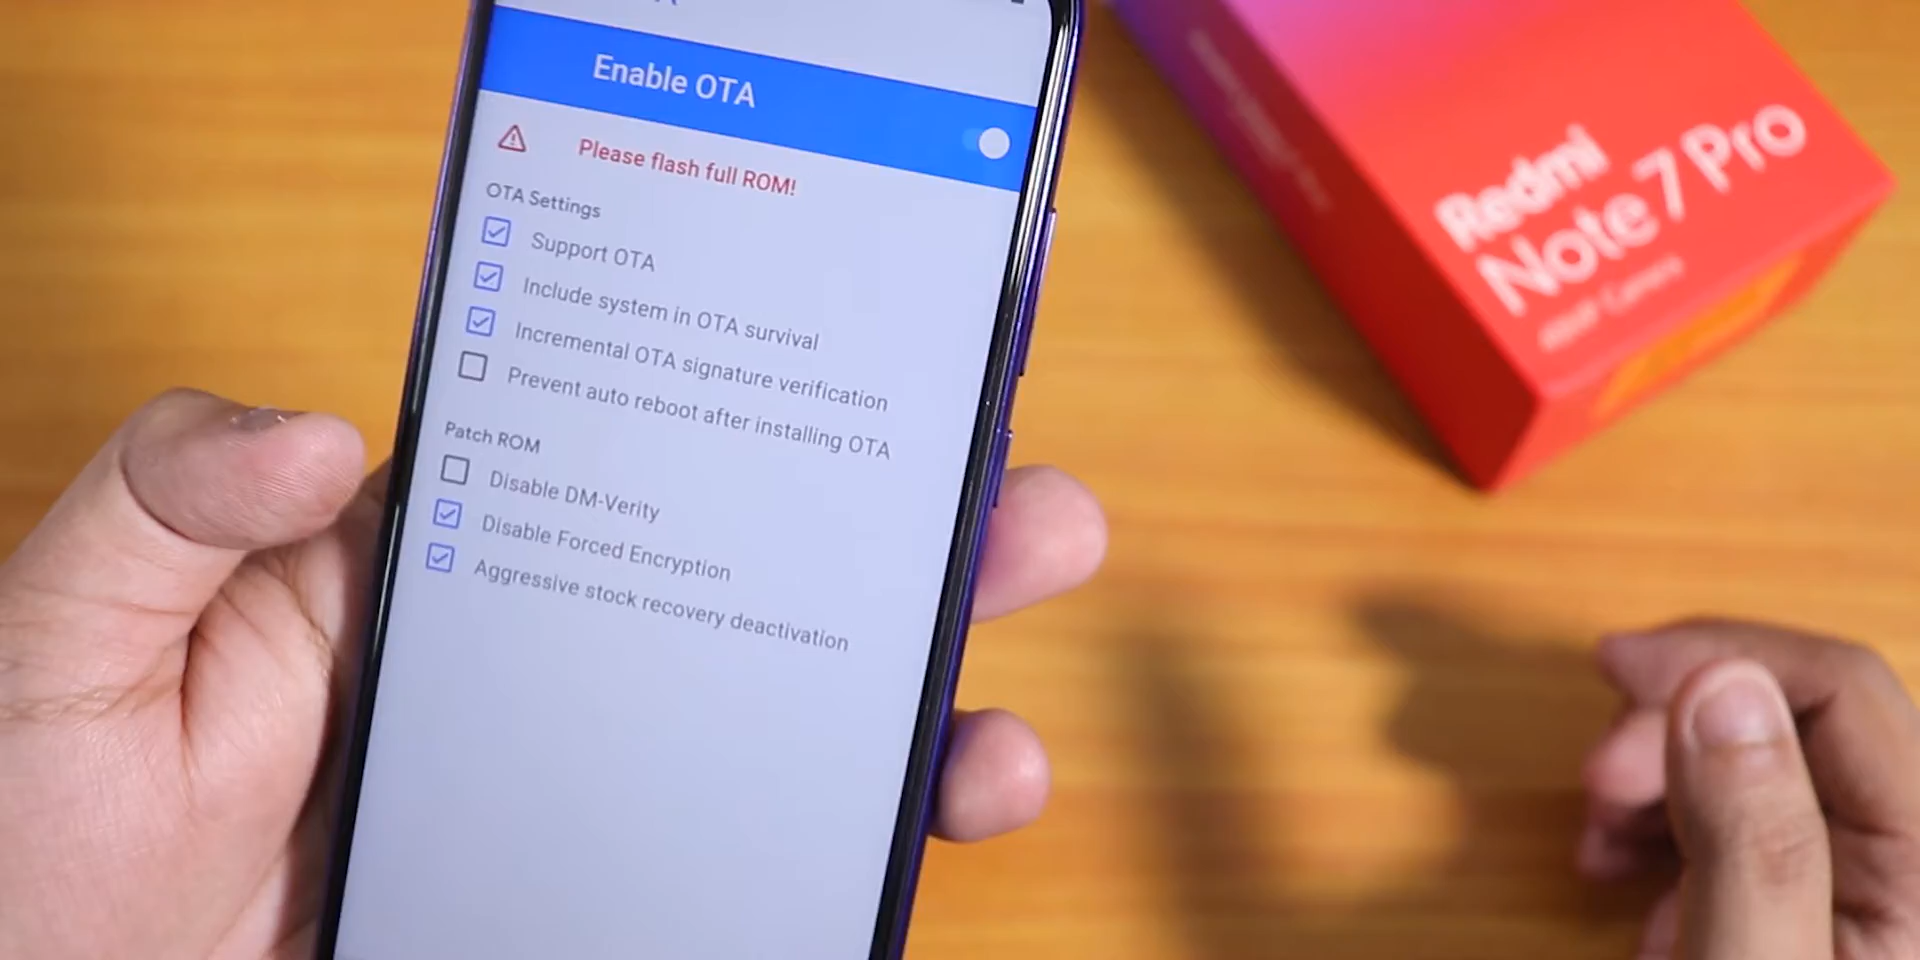 Enable OTA
Please flash full ROM!
OTA Settings
Support OTA
Include system in OTA survival
Incremental OTA signature verification
Prevent auto reboot after installing OTA
Patch ROM
Disable DM-Verity
Disable Forced Encryption
Aggressive stock recovery deactivation
Redmi
Note 7 Pro